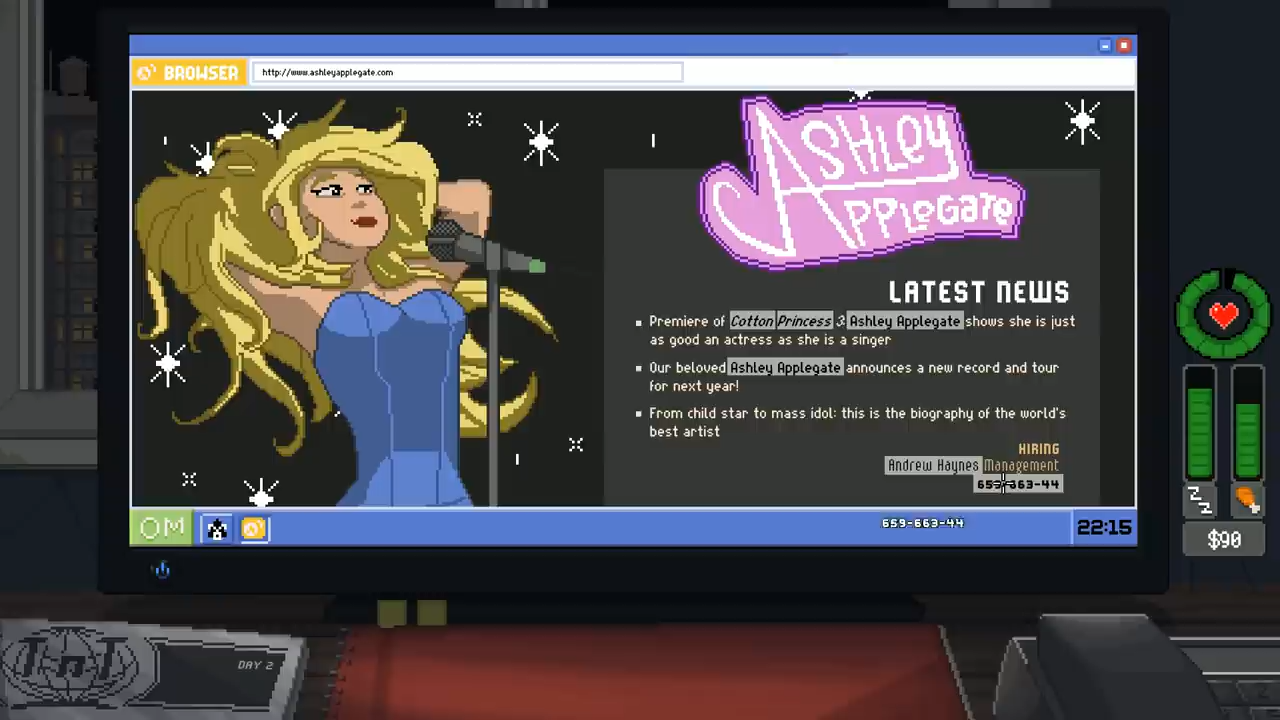 BROWSER
http://www.ashleyapplegate.com
ASHLEY
APPLEGATE
LATEST NEWS
Premiere of Cotton Princess 3: Ashley Applegate shows she is just
as good an actress as she is a singer
Our beloved Ashley Applegate announces a new record and tour
for next year!
From child star to mass idol: this is the biography of the world's
best artist
HIRING
Andrew Haynes Management
659-663-44
OM
659-663-44
22:15
$90
TnT
DAY 2